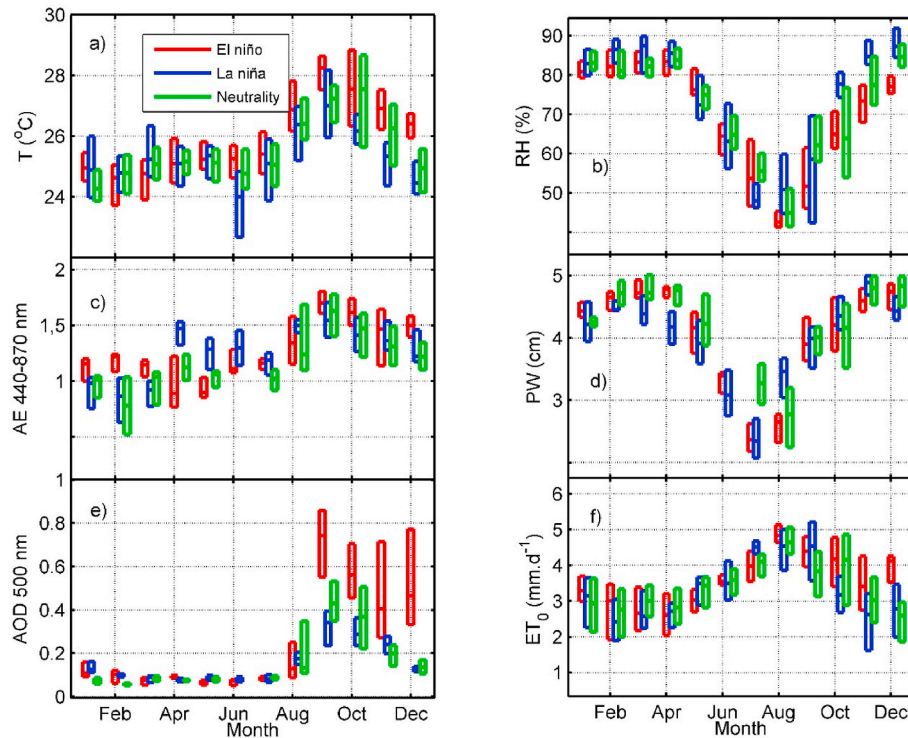 30
28
26
24
T (°C)
a)
El niño
La niña
Neutrality
2
1.5
1
AE 440-870 nm
c)
1
0.8
0.6
0.4
0.2
0
AOD 500 nm
e)
Feb Apr Jun Aug Oct Dec
Month
90
80
70
60
50
RH (%)
b)
5
4
3
PW (cm)
d)
6
5
4
3
2
1
ET0 (mm.d-1)
f)
Feb Apr Jun Aug Oct Dec
Month